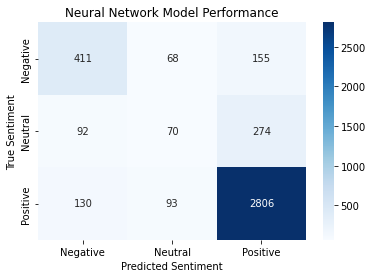 Neural Network Model Performance
True Sentiment
Negative
411 68 155
Neutral
92 70 274
Positive
130 93 2806
Negative Neutral Positive
Predicted Sentiment
2500
2000
1500
1000
500